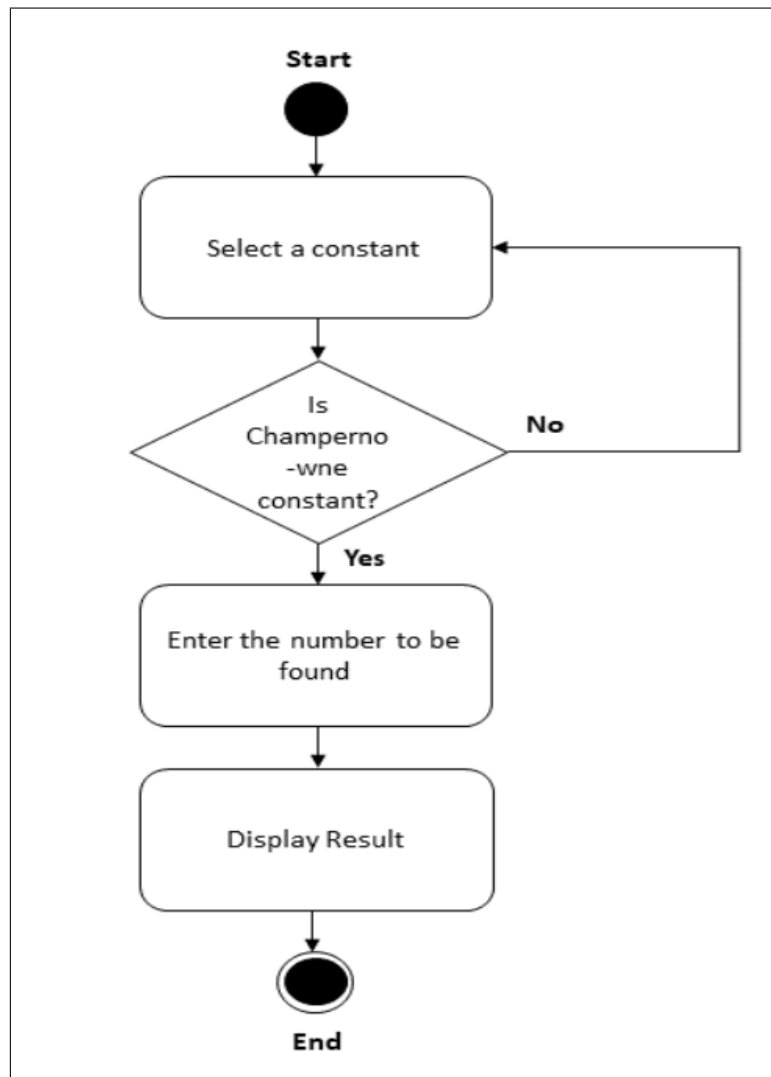 Start
Select a constant
Is
Champerno
-wne
constant?
No
Yes
Enter the number to be
found
Display Result
End